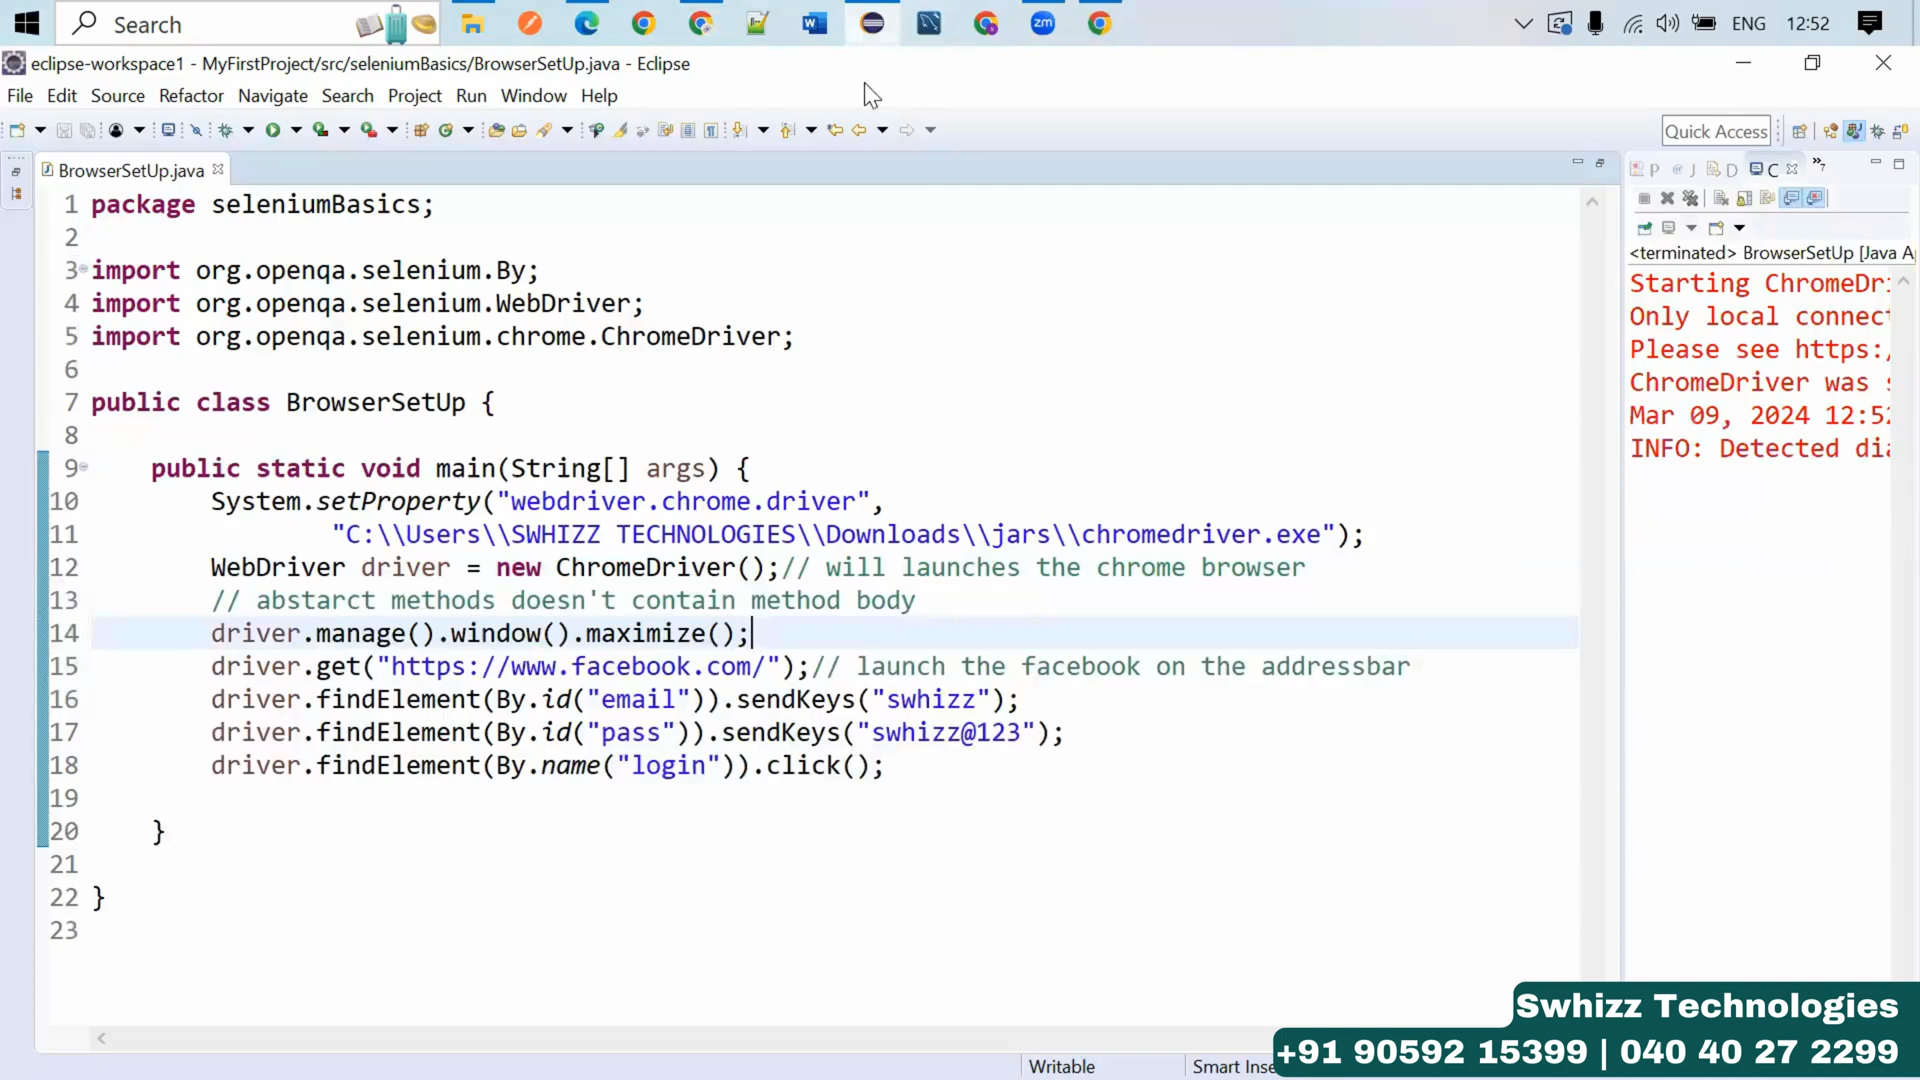 Search
ENG
12:52
eclipse-workspace1 - MyFirstProject/src/seleniumBasics/BrowserSetUp.java - Eclipse
File Edit Source Refactor Navigate Search Project Run Window Help
Quick Access
BrowserSetUp.java
P J D C
1 package seleniumBasics;
2
3 import org.openqa.selenium.By;
4 import org.openqa.selenium.WebDriver;
5 import org.openqa.selenium.chrome.ChromeDriver;
6
7 public class BrowserSetUp {
8
9 public static void main(String[] args) {
10 System.setProperty("webdriver.chrome.driver",
11 "C:\\Users\\SWHIZZ TECHNOLOGIES\\Downloads\\jars\\chromedriver.exe");
12 WebDriver driver = new ChromeDriver();// will launches the chrome browser
13 // abstarct methods doesn't contain method body
14 driver.manage().window().maximize();
15 driver.get("https://www.facebook.com/");// launch the facebook on the addressbar
16 driver.findElement(By.id("email")).sendKeys("swhizz");
17 driver.findElement(By.id("pass")).sendKeys("swhizz@123");
18 driver.findElement(By.name("login")).click();
19
20 }
21
22 }
23
<terminated> BrowserSetUp [Java A
Starting ChromeDr
Only local connec
Please see https:
ChromeDriver was
Mar 09, 2024 12:52
INFO: Detected di
Writable
Smart Inse
Swhizz Technologies
+91 90592 15399 | 040 40 27 2299